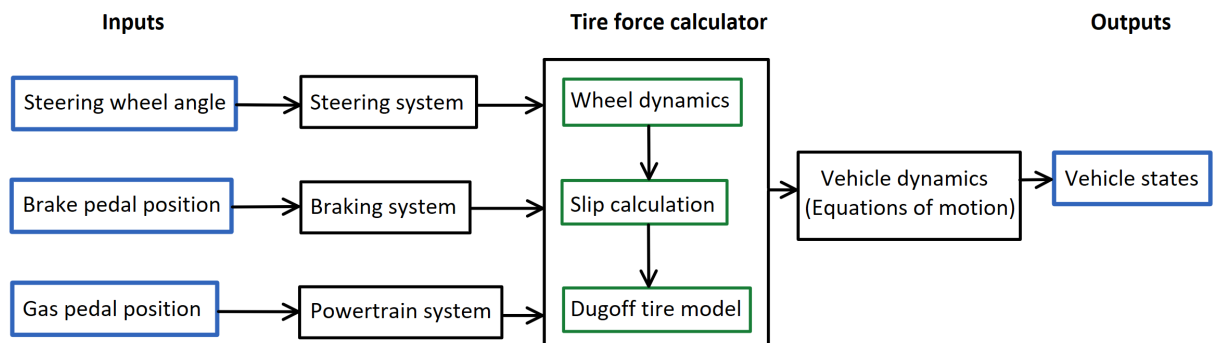 Inputs
Tire force calculator
Outputs
Steering wheel angle
Steering system
Wheel dynamics
Brake pedal position
Braking system
Slip calculation
Vehicle dynamics
(Equations of motion)
Vehicle states
Gas pedal position
Powertrain system
Dugoff tire model